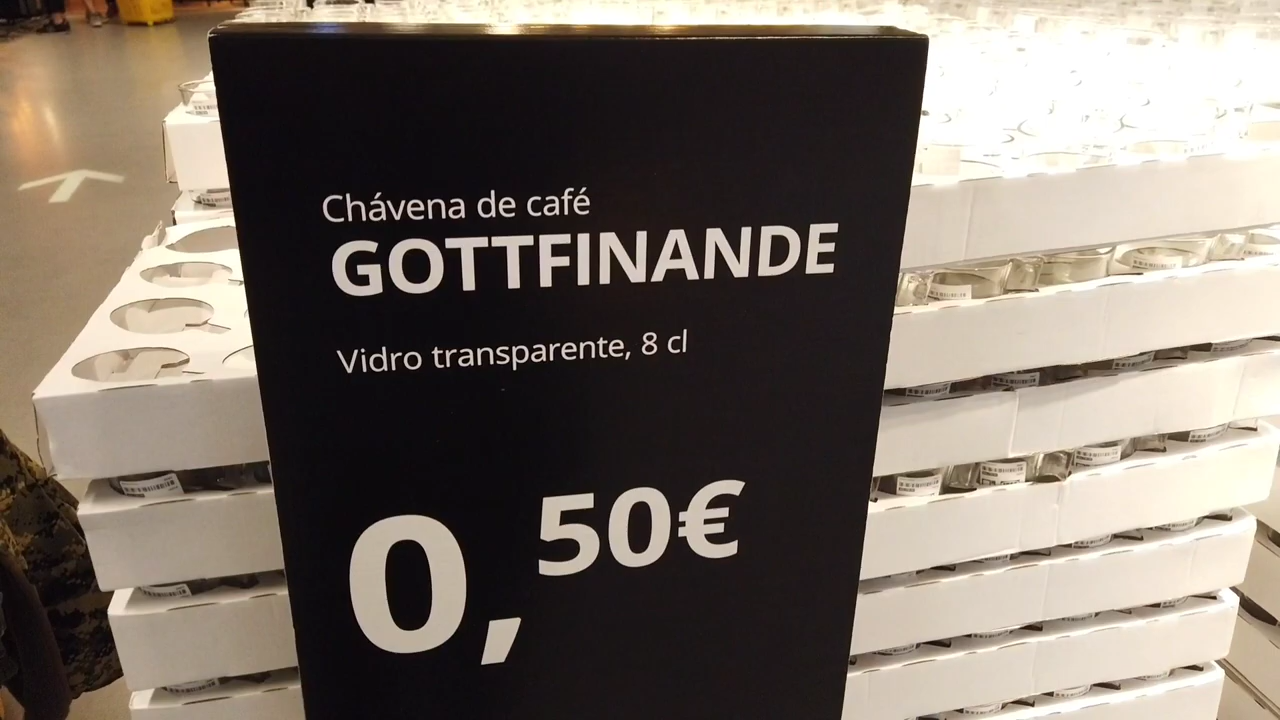 Chávena de café
GOTTFINANDE
Vidro transparente, 8 cl
0,50€